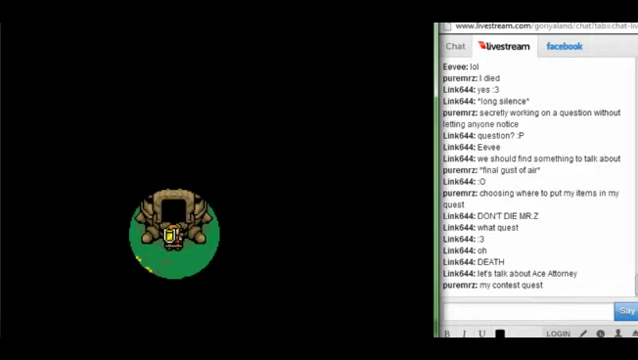 www.livestream.com/goriyaland/chat?tab=chat-liv
Chat livestream facebook
Eevee: lol
puremrz: I died
Link644: yes :3
Link644: *long silence*
puremrz: secretly working on a question without
letting anyone notice
Link644: question? :P
Link644: Eevee
Link644: we should find something to talk about
puremrz: *final gust of air*
Link644: :O
puremrz: choosing where to put my items in my
quest
Link644: DON'T DIE MR.Z
Link644: what quest
Link644: :3
Link644: oh
Link644: DEATH
Link644: let's talk about Ace Attorney
puremrz: my contest quest
Say
B I U LOGIN